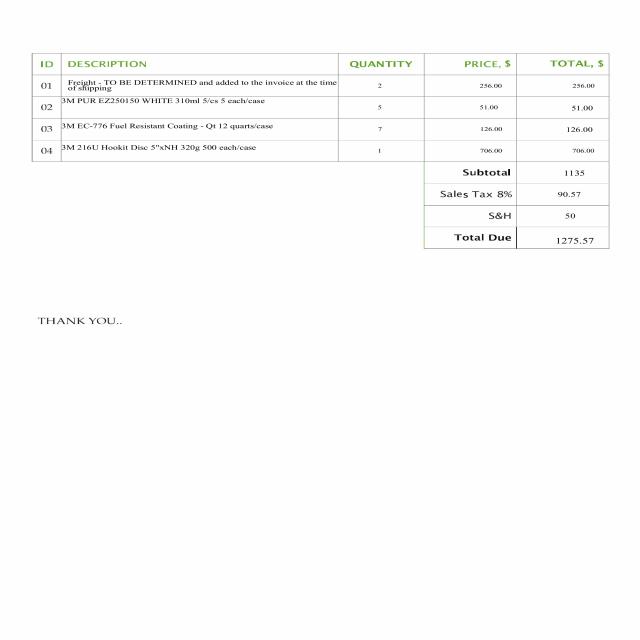 ID DESCRIPTION QUANTITY PRICE, $ TOTAL, $
01 Freight - TO BE DETERMINED and added to the invoice at the time 2 256.00 256.00
of shipping
02 3M PUR EZ250150 WHITE 310ml 5/cs 5 each/case 5 51.00 51.00
03 3M EC-776 Fuel Resistant Coating - Qt 12 quarts/case 7 126.00 126.00
04 3M 216U Hookit Disc 5"xNH 320g 500 each/case 1 706.00 706.00
Subtotal 1135
Sales Tax 8% 90.57
S&H 50
Total Due 1275.57
THANK YOU..